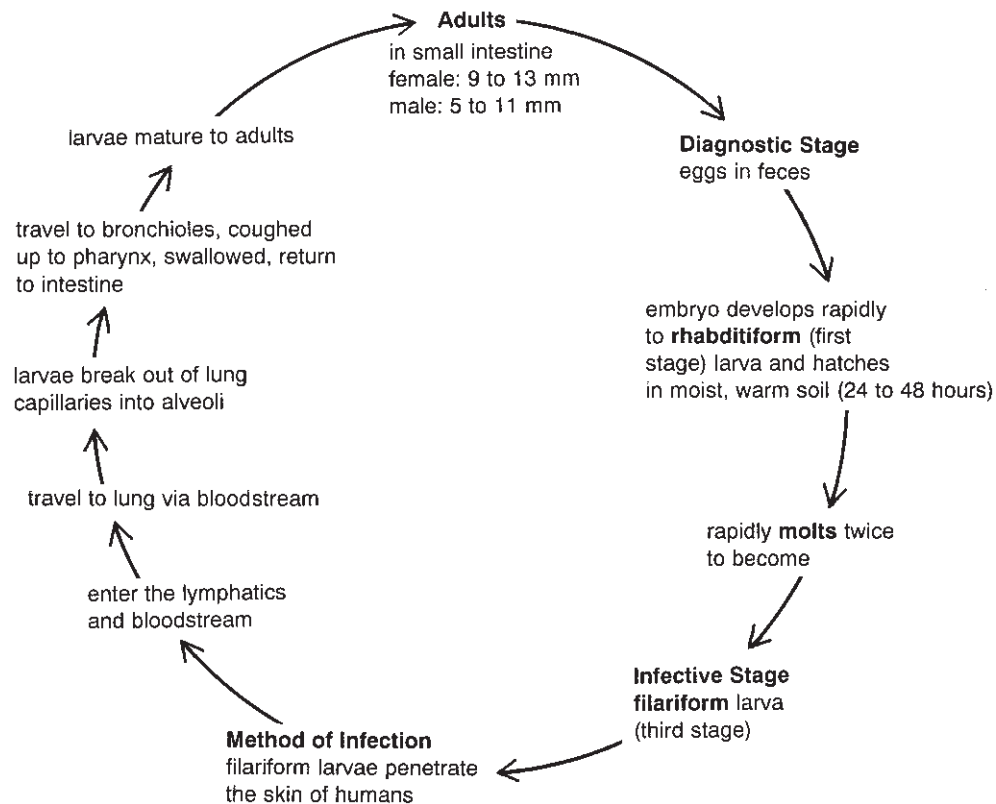 Adults
in small intestine
female: 9 to 13 mm
male: 5 to 11 mm
Diagnostic Stage
eggs in feces
embryo develops rapidly
to rhabditiform (first
stage) larva and hatches
in moist, warm soil (24 to 48 hours)
rapidly molts twice
to become
Infective Stage
filariform larva
(third stage)
Method of Infection
filariform larvae penetrate
the skin of humans
enter the lymphatics
and bloodstream
travel to lung via bloodstream
larvae break out of lung
capillaries into alveoli
travel to bronchioles, coughed
up to pharynx, swallowed, return
to intestine
larvae mature to adults